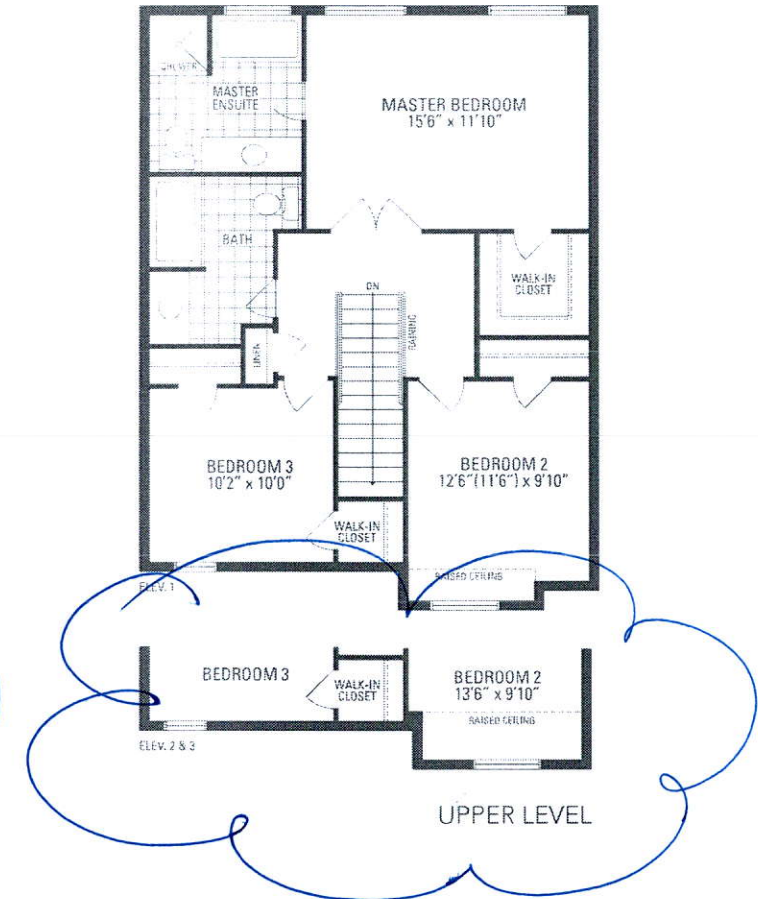 SHOWER
MASTER
ENSUITE
MASTER BEDROOM
15'6" x 11'10"
BATH
WALK-IN
CLOSET
DN
RAILING
LINEN
BEDROOM 3
10'2" x 10'0"
BEDROOM 2
12'6"(11'6") x 9'10"
WALK-IN
CLOSET
RAISED CEILING
ELEV. 1
BEDROOM 3
WALK-IN
CLOSET
BEDROOM 2
13'6" x 9'10"
RAISED CEILING
ELEV. 2 & 3
UPPER LEVEL